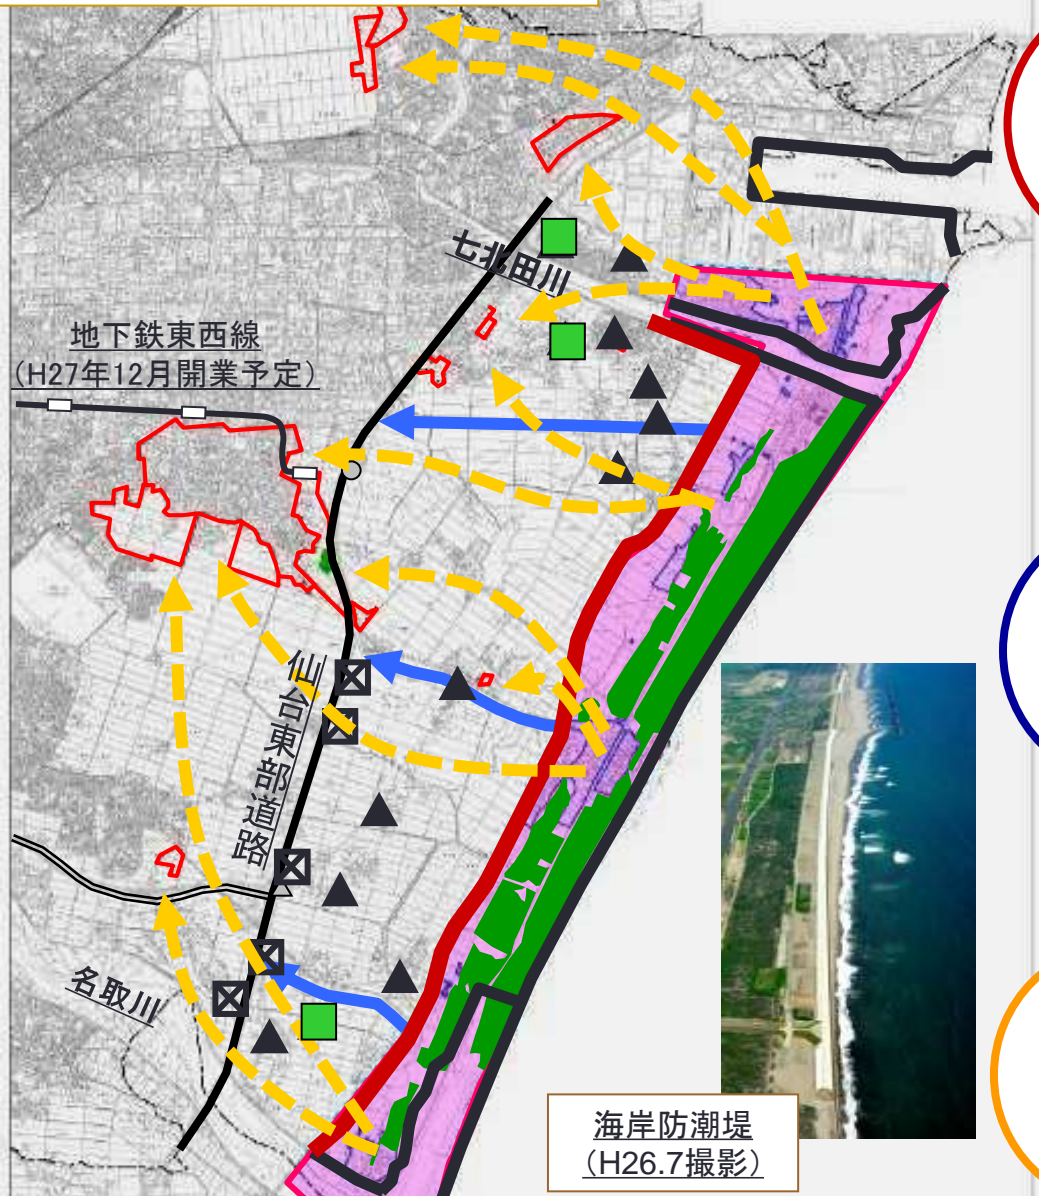 七北田川
地下鉄東西線
（H27年12月開業予定）
仙台東部道路
名取川
海岸防潮堤
（H26.7撮影）